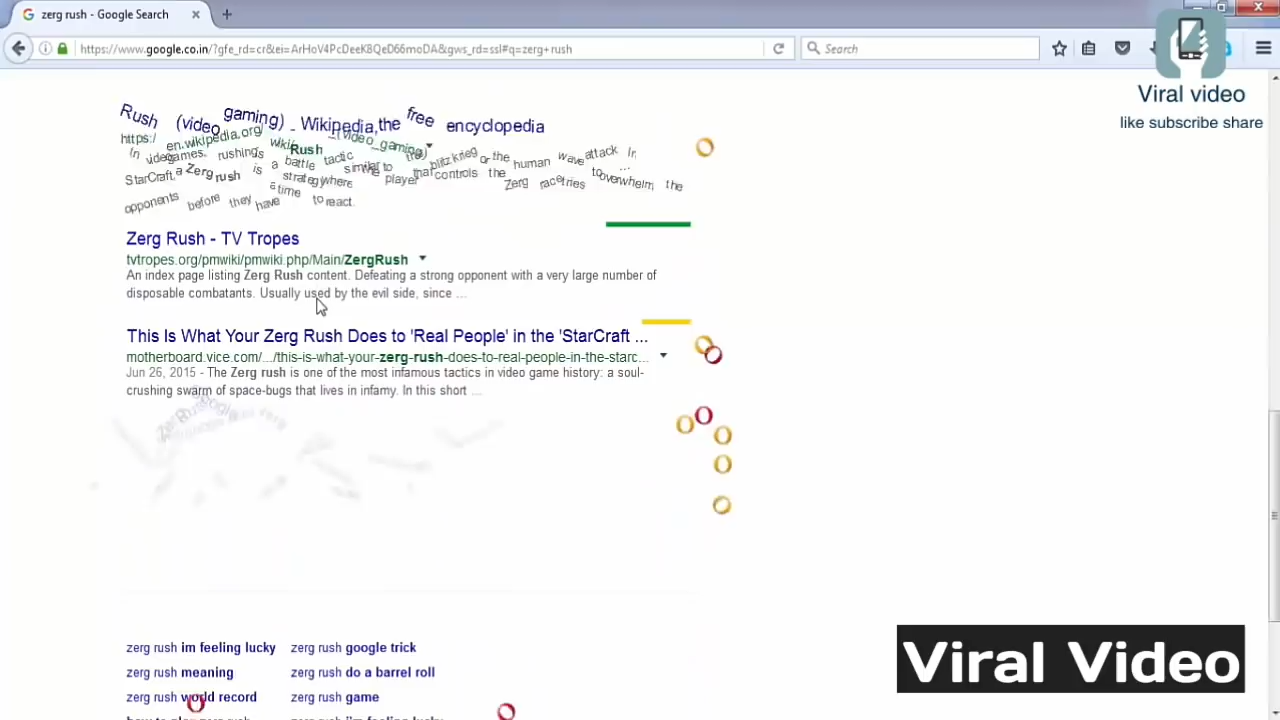 zerg rush - Google Search
https://www.google.co.in/?gfe_rd=cr&ei=ArHoV4PcDeeK8QeD66moDA&gws_rd=ssl#q=zerg+rush
Search
Viral video
like subscribe share
Rush (video gaming) - Wikipedia, the free encyclopedia
https:/ en.wikipedia.org/ wiki/ Rush _(video_gaming)
In video games, rushing is a battle tactic similar to the blitzkrieg or the human wave attack In
StarCraft, a Zerg rush is a strategy where the player that controls the Zerg race tries to overwhelm the
opponents before they have a time to react.
Zerg Rush - TV Tropes
tvtropes.org/pmwiki/pmwiki.php/Main/ZergRush
An index page listing Zerg Rush content. Defeating a strong opponent with a very large number of
disposable combatants. Usually used by the evil side, since ...
This Is What Your Zerg Rush Does to 'Real People' in the 'StarCraft ...
motherboard.vice.com/.../this-is-what-your-zerg-rush-does-to-real-people-in-the-starc...
Jun 26, 2015 - The Zerg rush is one of the most infamous tactics in video game history: a soul-
crushing swarm of space-bugs that lives in infamy. In this short ...
zerg rush im feeling lucky zerg rush google trick
zerg rush meaning zerg rush do a barrel roll
zerg rush world record zerg rush game
Viral Video